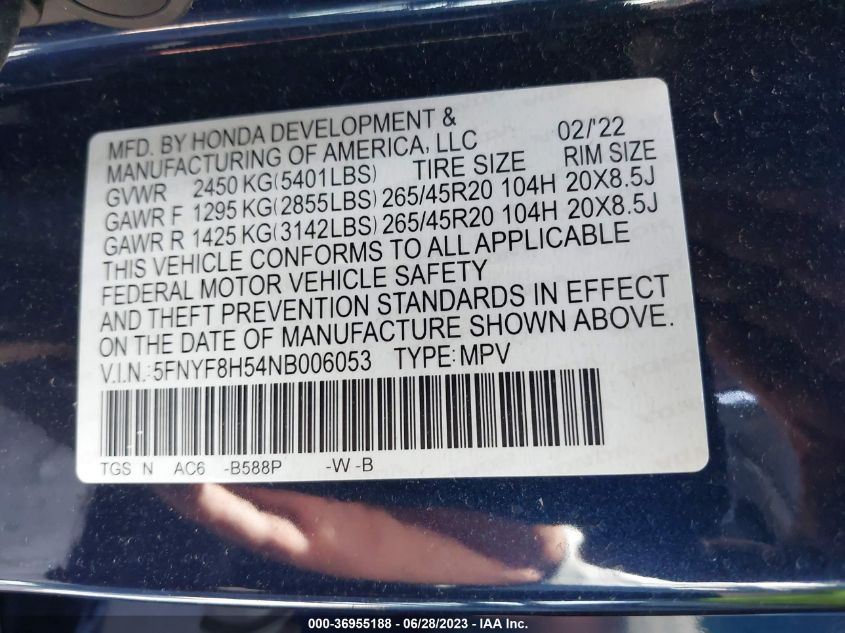 MFD. BY HONDA DEVELOPMENT &
MANUFACTURING OF AMERICA, LLC 02/'22
GVWR 2450 KG(5401LBS) TIRE SIZE RIM SIZE
GAWR F 1295 KG(2855LBS) 265/45R20 104H 20X8.5J
GAWR R 1425 KG(3142LBS) 265/45R20 104H 20X8.5J
THIS VEHICLE CONFORMS TO ALL APPLICABLE
FEDERAL MOTOR VEHICLE SAFETY
AND THEFT PREVENTION STANDARDS IN EFFECT
ON THE DATE OF MANUFACTURE SHOWN ABOVE.
V.I.N.:5FNYF8H54NB006053 TYPE:MPV
TGS N AC6 -B588P -W -B
000-36955188 - 06/28/2023 - IAA Inc.